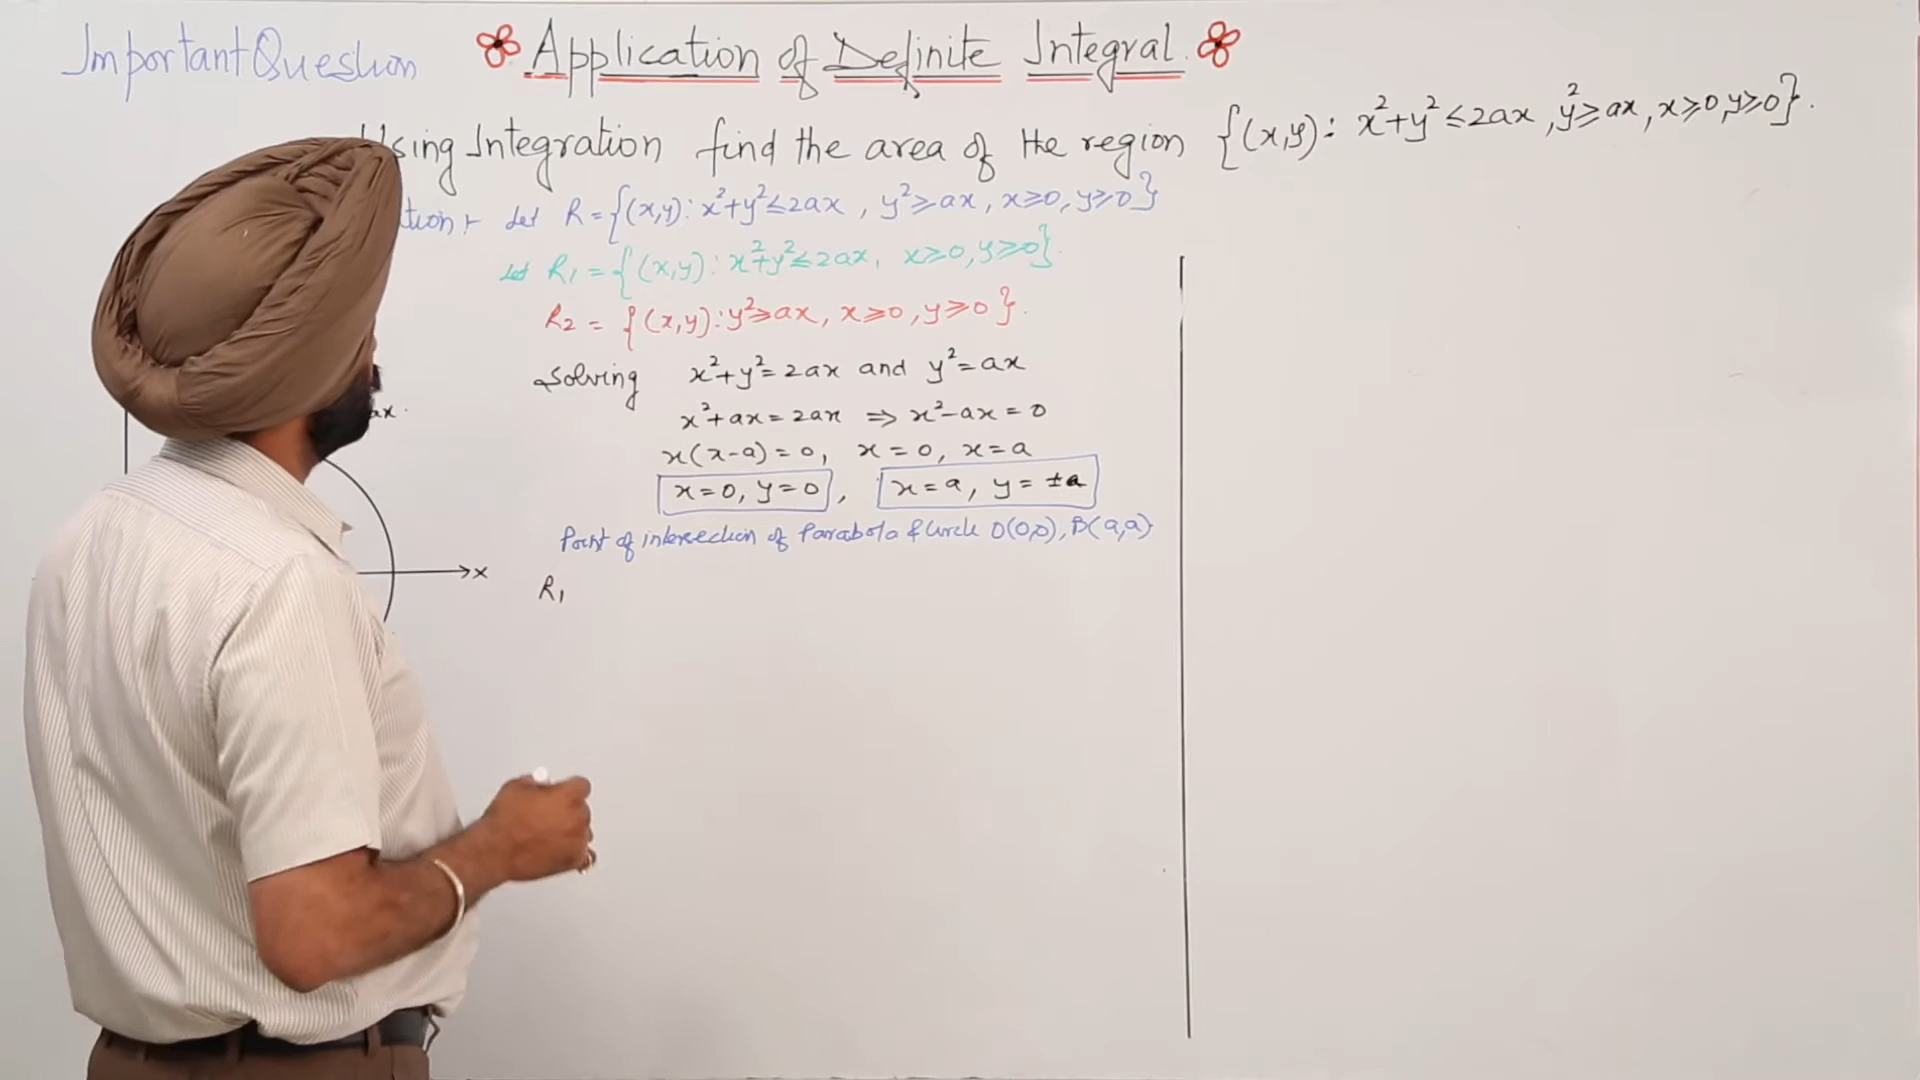 Important Question
Application of Definite Integral
sing Integration find the area of the region {(x,y): x²+y²≤2ax, y²≥ax, x≥0, y≥0}.
tion:- Let R={(x,y): x²+y²≤2ax, y²≥ax, x≥0, y≥0}
Let R₁={(x,y): x²+y²≤2ax, x≥0, y≥0}.
R₂ = {(x,y): y²≥ax, x≥0, y≥0}.
Solving x²+y²=2ax and y²=ax
x²+ax=2ax ⇒ x²-ax=0
x(x-a)=0, x=0, x=a
x=0, y=0, x=a, y=±a
Point of intersection of Parabola & Circle O(0,0), B(a,a)
R₁
ax.
x